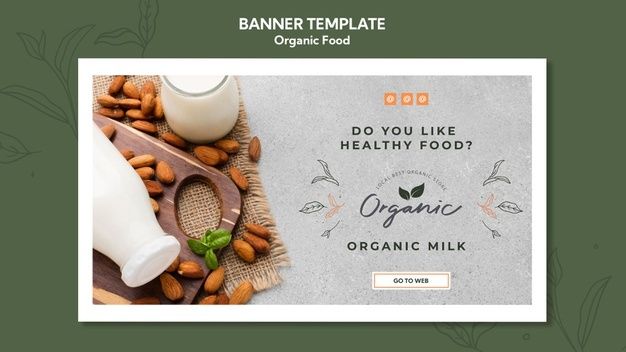 BANNER TEMPLATE
Organic Food
@ @ @
DO YOU LIKE
HEALTHY FOOD?
LOCAL BEST ORGANIC STORE
Organic
ORGANIC MILK
GO TO WEB